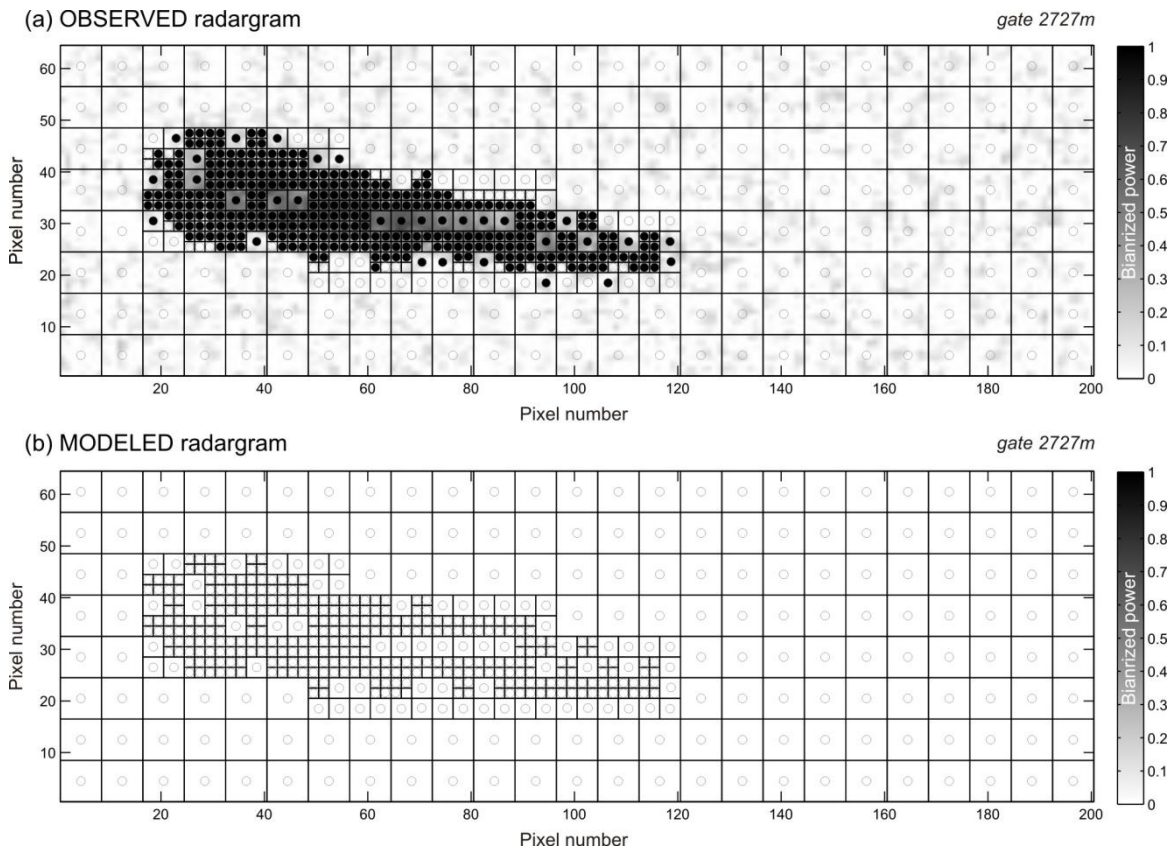 (a) OBSERVED radargram
gate 2727m
Pixel number
60
50
40
30
20
10
20 40 60 80 100 120 140 160 180 200
Pixel number
1
0.9
0.8
0.7
0.6
0.5
0.4
0.3
0.2
0.1
0
Bianrized power
(b) MODELED radargram
gate 2727m
Pixel number
60
50
40
30
20
10
20 40 60 80 100 120 140 160 180 200
Pixel number
1
0.9
0.8
0.7
0.6
0.5
0.4
0.3
0.2
0.1
0
Bianrized power